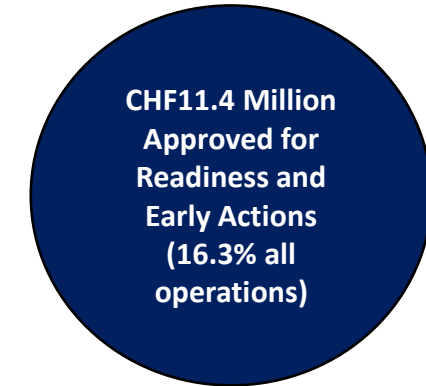 CHF11.4 Million
Approved for
Readiness and
Early Actions
(16.3% all
operations)